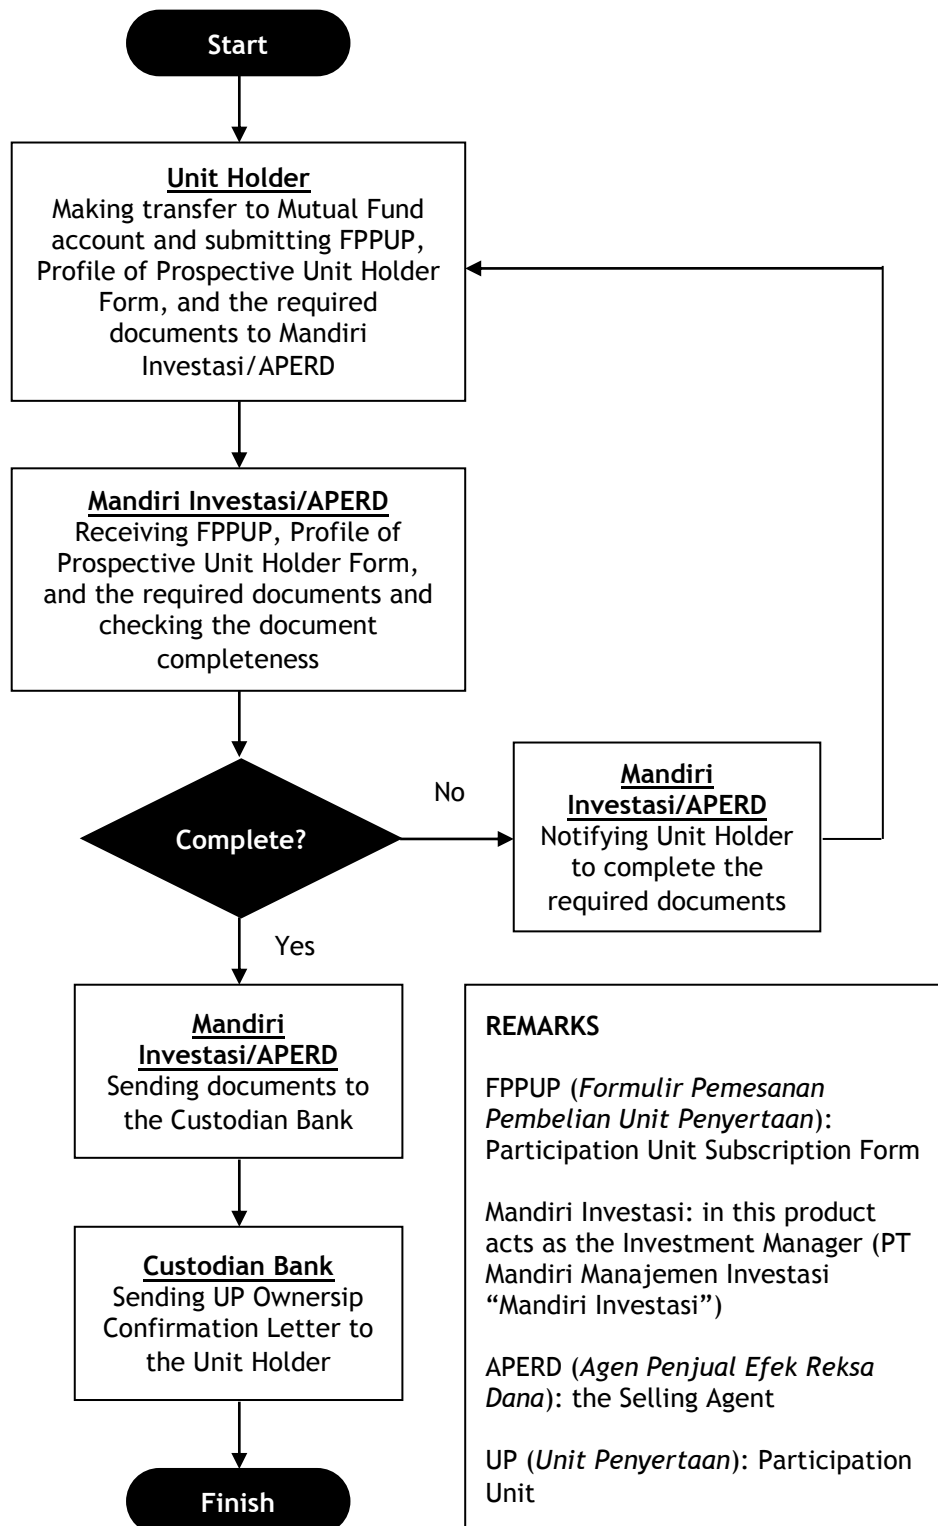 Start
Unit Holder
Making transfer to Mutual Fund
account and submitting FPPUP,
Profile of Prospective Unit Holder
Form, and the required
documents to Mandiri
Investasi/APERD
Mandiri Investasi/APERD
Receiving FPPUP, Profile of
Prospective Unit Holder Form,
and the required documents and
checking the document
completeness
Complete?
No
Mandiri
Investasi/APERD
Notifying Unit Holder
to complete the
required documents
Yes
Mandiri
Investasi/APERD
Sending documents to
the Custodian Bank
Custodian Bank
Sending UP Ownersip
Confirmation Letter to
the Unit Holder
Finish
REMARKS
FPPUP (Formulir Pemesanan
Pembelian Unit Penyertaan):
Participation Unit Subscription Form
Mandiri Investasi: in this product
acts as the Investment Manager (PT
Mandiri Manajemen Investasi
“Mandiri Investasi”)
APERD (Agen Penjual Efek Reksa
Dana): the Selling Agent
UP (Unit Penyertaan): Participation
Unit